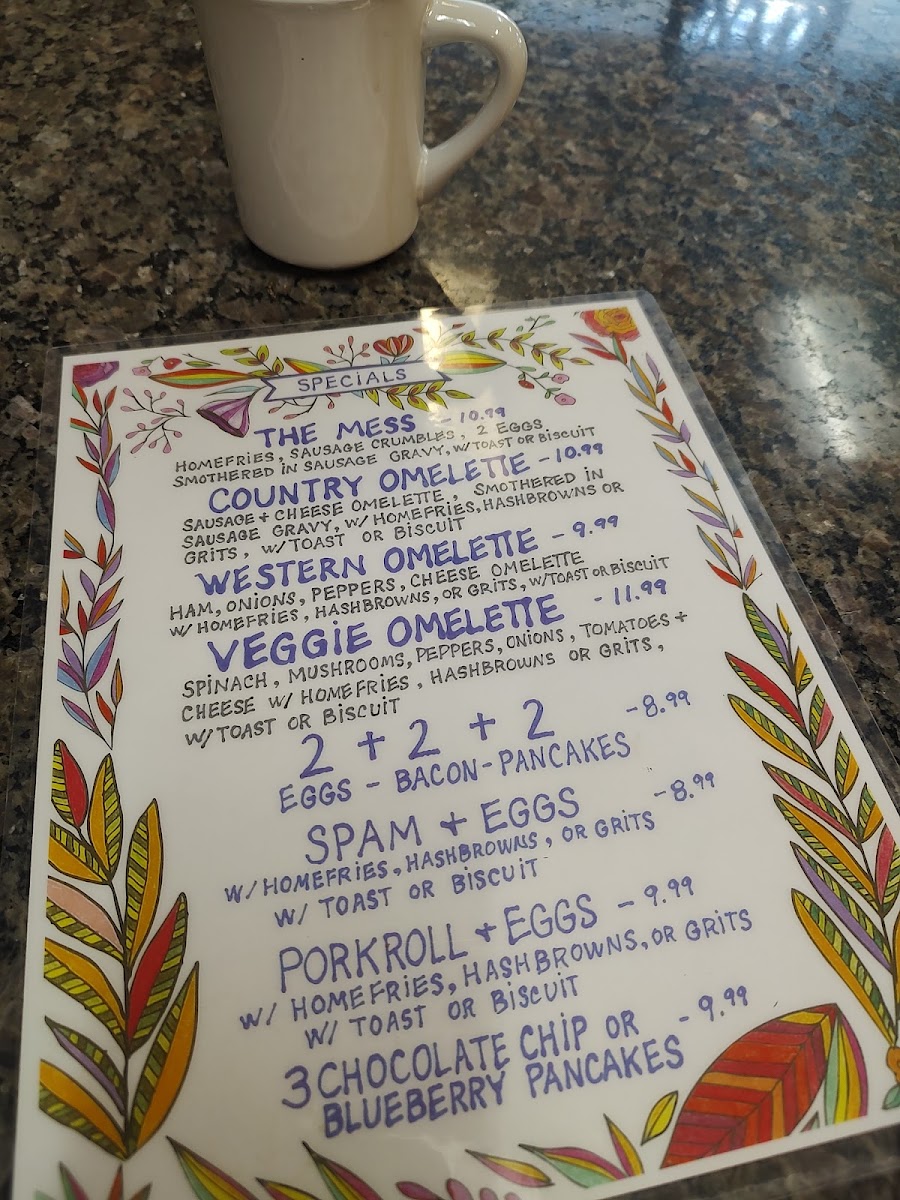 SPECiALS
THE MESS - 10.99
HOMEFRiES, SAUSAGE CRUMBLES, 2 EGGS
SMOTHERED iN SAUSAGE GRAVY, W/TOAST OR BiSCUiT
COUNTRY OMELETTE - 10.99
SAUSAGE + CHEESE OMELETTE, SMOTHERED iN
SAUSAGE GRAVY, W/ HOMEFRiES, HASHBROWNS OR
GRiTS, W/ TOAST OR BiSCUiT
WESTERN OMELETTE - 9.99
HAM, ONIONS, PEPPERS, CHEESE OMELETTE
W/ HOMEFRIES, HASHBROWNS, OR GRiTS, W/TOAST OR BiSCUIT
VEGGiE OMELETTE - 11.99
SPiNACH, MUSHROOMS, PEPPERS, ONIONS, TOMATOES +
CHEESE W/ HOMEFRiES, HASHBROWNS OR GRiTS,
W/ TOAST OR BiSCUiT
2 + 2 + 2 - 8.99
EGGS - BACON - PANCAKES
SPAM + EGGS - 8.99
W/ HOMEFRiES, HASHBROWNS, OR GRiTS
W/ TOAST OR BiSCUiT
PORKROLL + EGGS - 9.99
W/ HOMEFRiES, HASHBROWNS, OR GRiTS
W/ TOAST OR BiSCUiT
3 CHOCOLATE CHiP OR - 9.99
BLUEBERRY PANCAKES